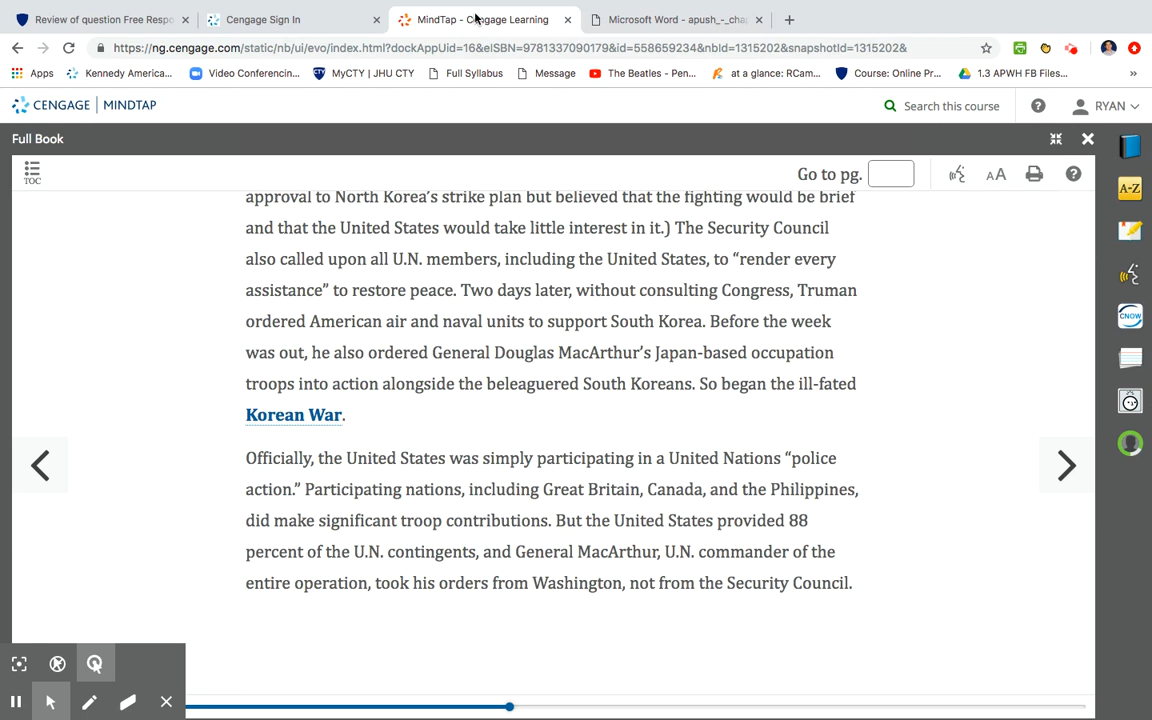 Review of question Free Respo
Cengage Sign In
MindTap - Cengage Learning
Microsoft Word - apush_-_cha
https://ng.cengage.com/static/nb/ui/evo/index.html?dockAppUid=16&eISBN=9781337090179&id=558659234&nbId=1315202&snapshotId=1315202&
Apps
Kennedy America...
Video Conferencin...
MyCTY | JHU CTY
Full Syllabus
Message
The Beatles - Pen...
at a glance: RCam...
Course: Online Pr...
1.3 APWH FB Files...
»
CENGAGE | MINDTAP
Search this course
RYAN
Full Book
TOC
Go to pg.
AA
A-Z
approval to North Korea's strike plan but believed that the fighting would be brief
and that the United States would take little interest in it.) The Security Council
also called upon all U.N. members, including the United States, to “render every
assistance” to restore peace. Two days later, without consulting Congress, Truman
ordered American air and naval units to support South Korea. Before the week
was out, he also ordered General Douglas MacArthur's Japan-based occupation
troops into action alongside the beleaguered South Koreans. So began the ill-fated
Korean War.
CNOW
Officially, the United States was simply participating in a United Nations “police
action.” Participating nations, including Great Britain, Canada, and the Philippines,
did make significant troop contributions. But the United States provided 88
percent of the U.N. contingents, and General MacArthur, U.N. commander of the
entire operation, took his orders from Washington, not from the Security Council.